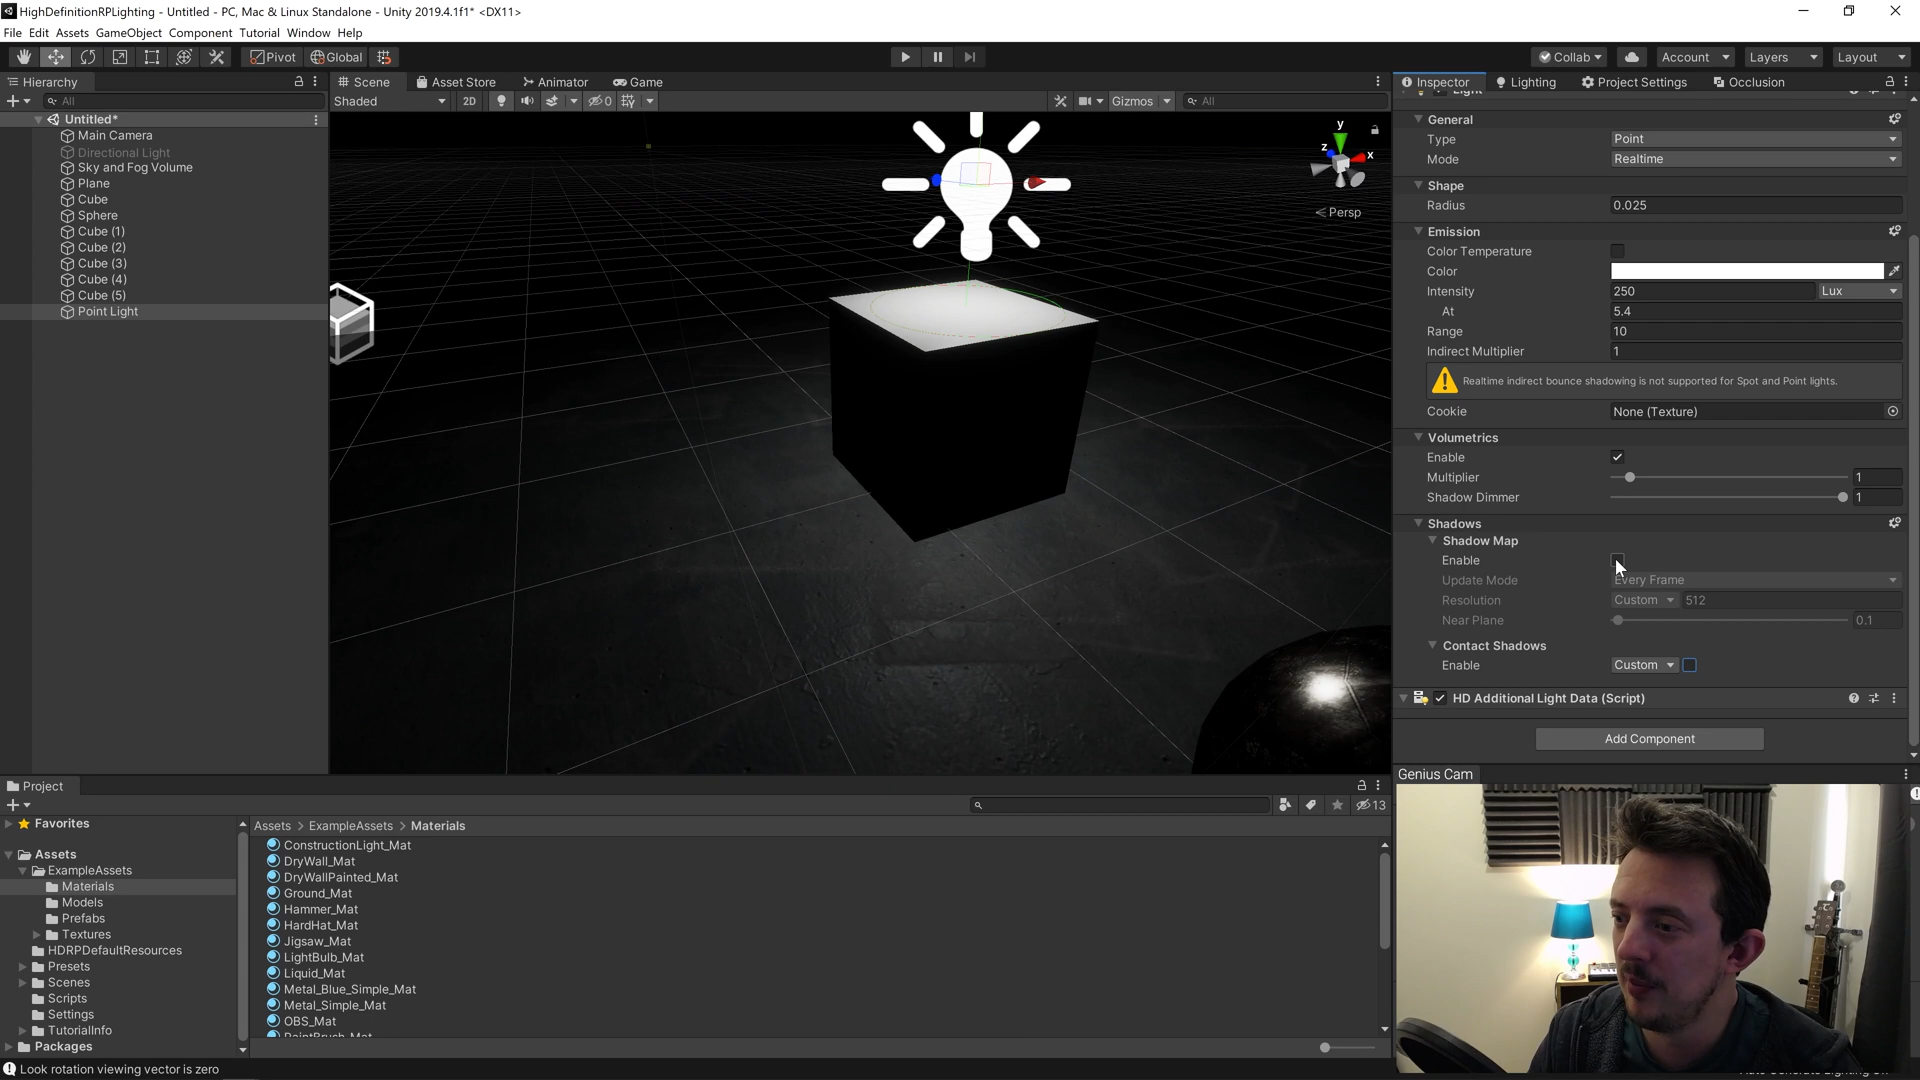 HighDefinitionRPLighting - Untitled - PC, Mac & Linux Standalone - Unity 2019.4.1f1* <DX11>
File Edit Assets GameObject Component Tutorial Window Help
Pivot Global Collab Account Layers Layout
Hierarchy
All
Untitled*
Main Camera
Directional Light
Sky and Fog Volume
Plane
Cube
Sphere
Cube (1)
Cube (2)
Cube (3)
Cube (4)
Cube (5)
Point Light
Scene Asset Store Animator Game
Shaded 2D 0 Gizmos All
y
z x
Persp
Inspector Lighting Project Settings Occlusion
Light
General
Type Point
Mode Realtime
Shape
Radius 0.025
Emission
Color Temperature
Color
Intensity 250 Lux
At 5.4
Range 10
Indirect Multiplier 1
Realtime indirect bounce shadowing is not supported for Spot and Point lights.
Cookie None (Texture)
Volumetrics
Enable
Multiplier 1
Shadow Dimmer 1
Shadows
Shadow Map
Enable
Update Mode Every Frame
Resolution Custom 512
Near Plane 0.1
Contact Shadows
Enable Custom
HD Additional Light Data (Script)
Add Component
Genius Cam
Project
13
Favorites
Assets
ExampleAssets
Materials
Models
Prefabs
Textures
HDRPDefaultResources
Presets
Scenes
Scripts
Settings
TutorialInfo
Packages
Assets > ExampleAssets > Materials
ConstructionLight_Mat
DryWall_Mat
DryWallPainted_Mat
Ground_Mat
Hammer_Mat
HardHat_Mat
Jigsaw_Mat
LightBulb_Mat
Liquid_Mat
Metal_Blue_Simple_Mat
Metal_Simple_Mat
OBS_Mat
PaintBrush_Mat
Look rotation viewing vector is zero